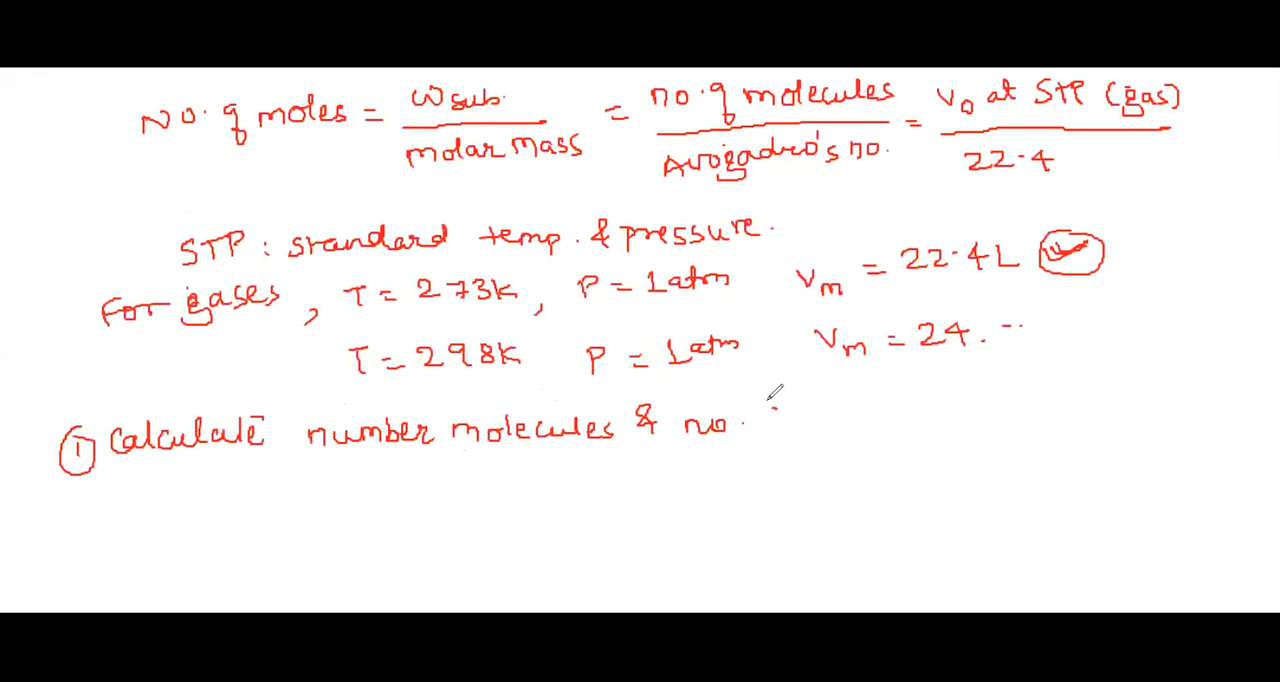 No. of moles = Wsub. / molar mass = no. of molecules / Avogadro's no. = Vo at STP (gas) / 22.4
STP : standard temp. & pressure.
For gases, T = 273K, P = 1atm Vm = 22.4L
T = 298K P = 1atm Vm = 24. --
① Calculate number molecules & no.